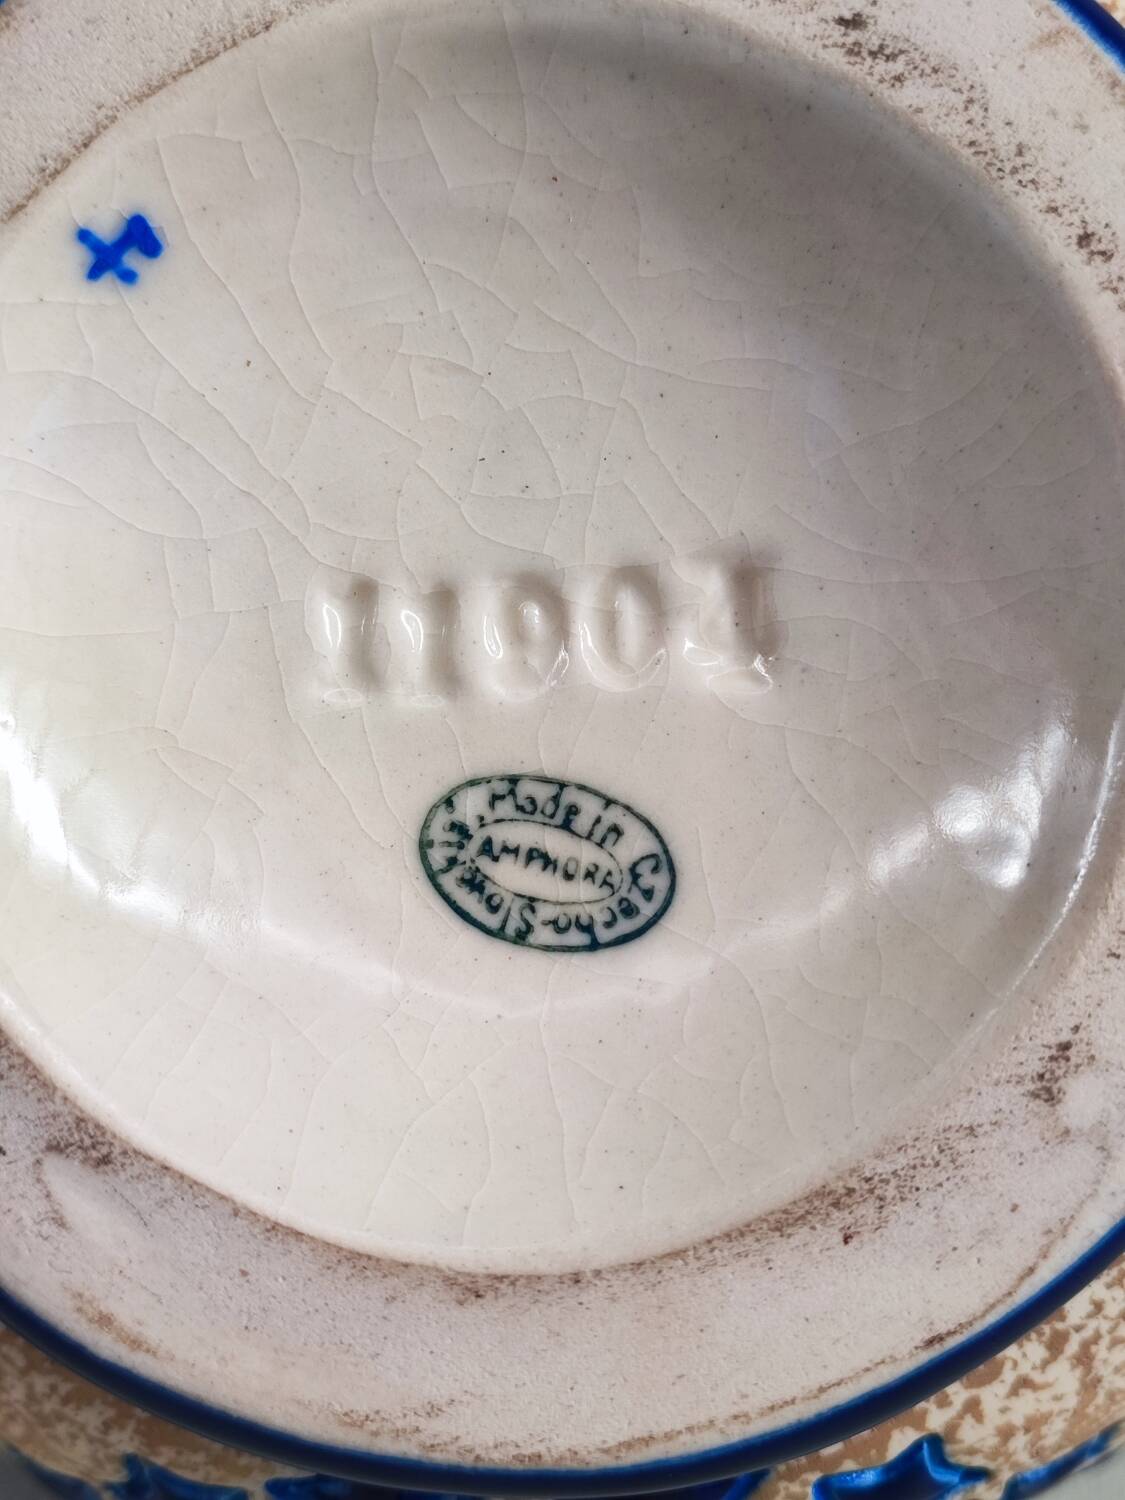 11904
Made in Czecho-Slovakia
AMPHORA